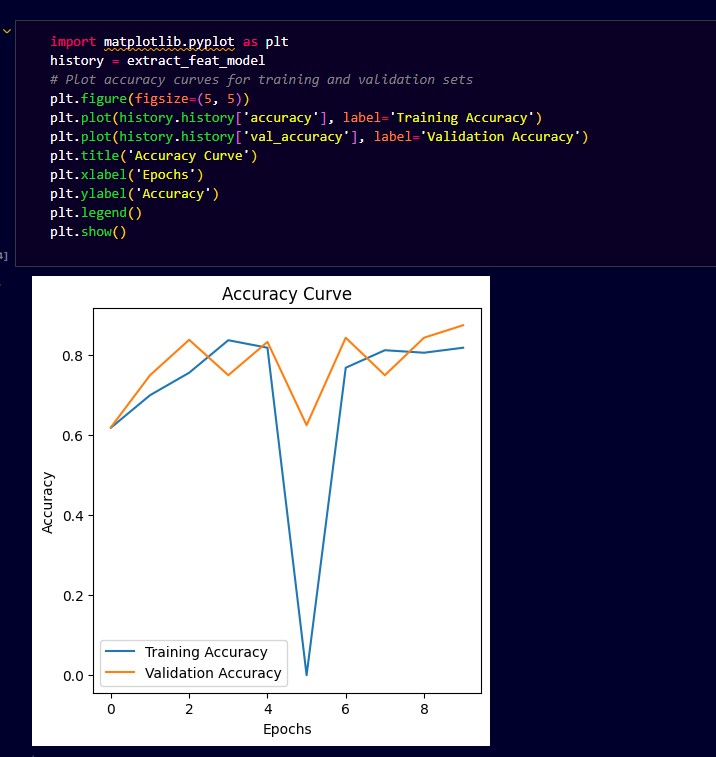 import matplotlib.pyplot as plt
history = extract_feat_model
# Plot accuracy curves for training and validation sets
plt.figure(figsize=(5, 5))
plt.plot(history.history['accuracy'], label='Training Accuracy')
plt.plot(history.history['val_accuracy'], label='Validation Accuracy')
plt.title('Accuracy Curve')
plt.xlabel('Epochs')
plt.ylabel('Accuracy')
plt.legend()
plt.show()
4]
Accuracy Curve
0.8
0.6
0.4
0.2
0.0
Accuracy
Training Accuracy
Validation Accuracy
0 2 4 6 8
Epochs